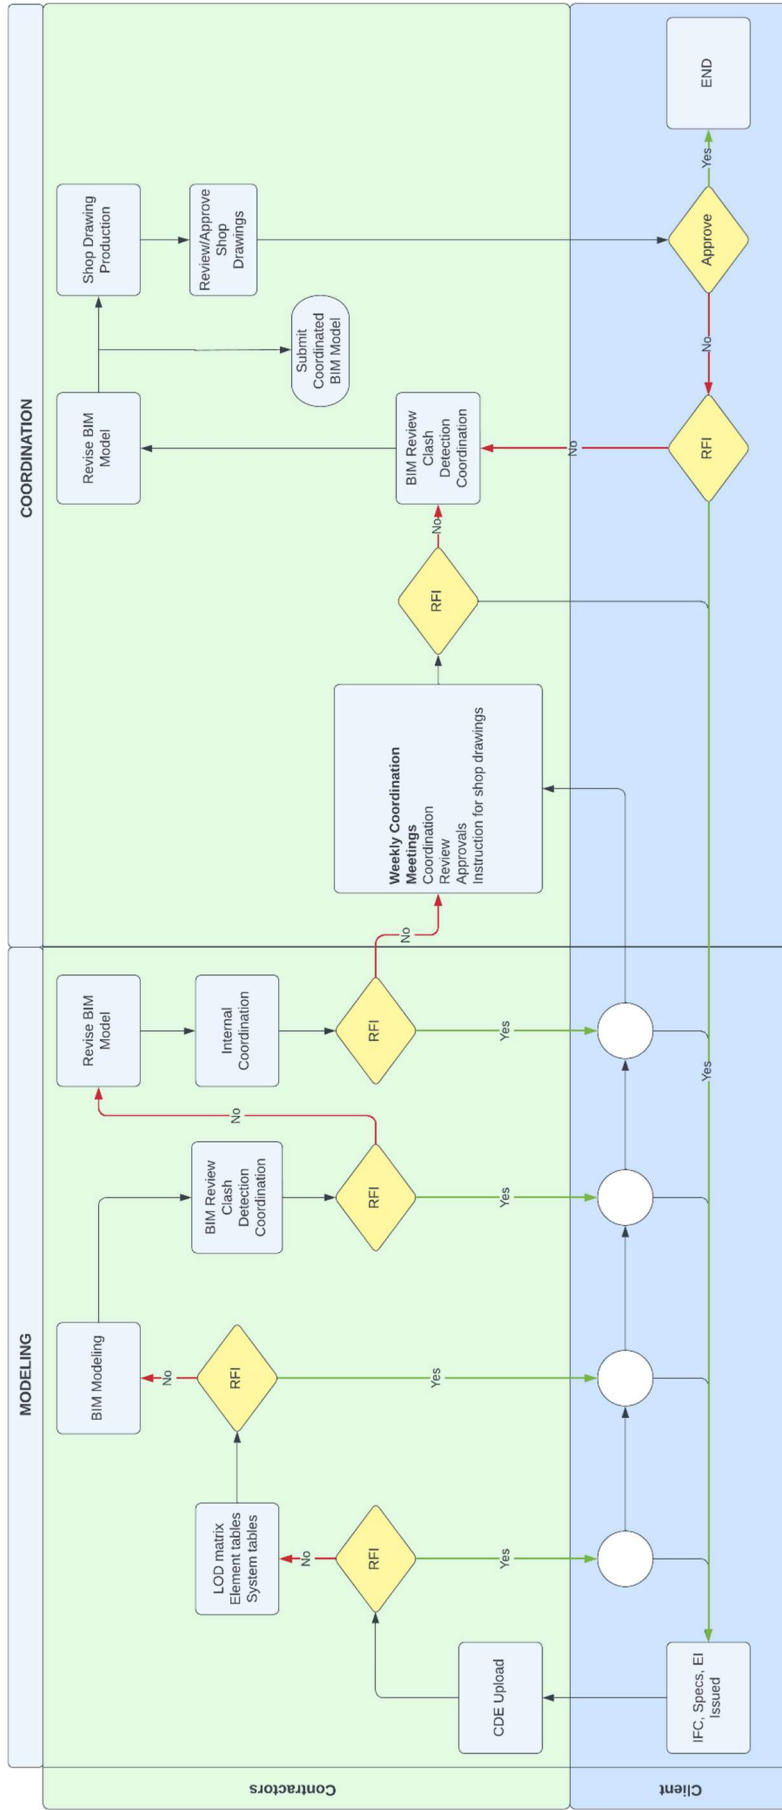 MODELING
COORDINATION
Contractors
Client
IFC, Specs, EI
Issued
CDE Upload
RFI
No
Yes
LOD matrix
Element tables
System tables
RFI
No
Yes
BIM Modeling
BIM Review
Clash
Detection
Coordination
RFI
No
Yes
Revise BIM
Model
Internal
Coordination
RFI
No
Yes
Weekly Coordination
Meetings
Coordination
Review
Approvals
Instruction for shop drawings
RFI
No
BIM Review
Clash
Detection
Coordination
Revise BIM
Model
Submit
Coordinated
BIM Model
Shop Drawing
Production
Review/Approve
Shop
Drawings
Approve
Yes
END
No
RFI
No
Yes